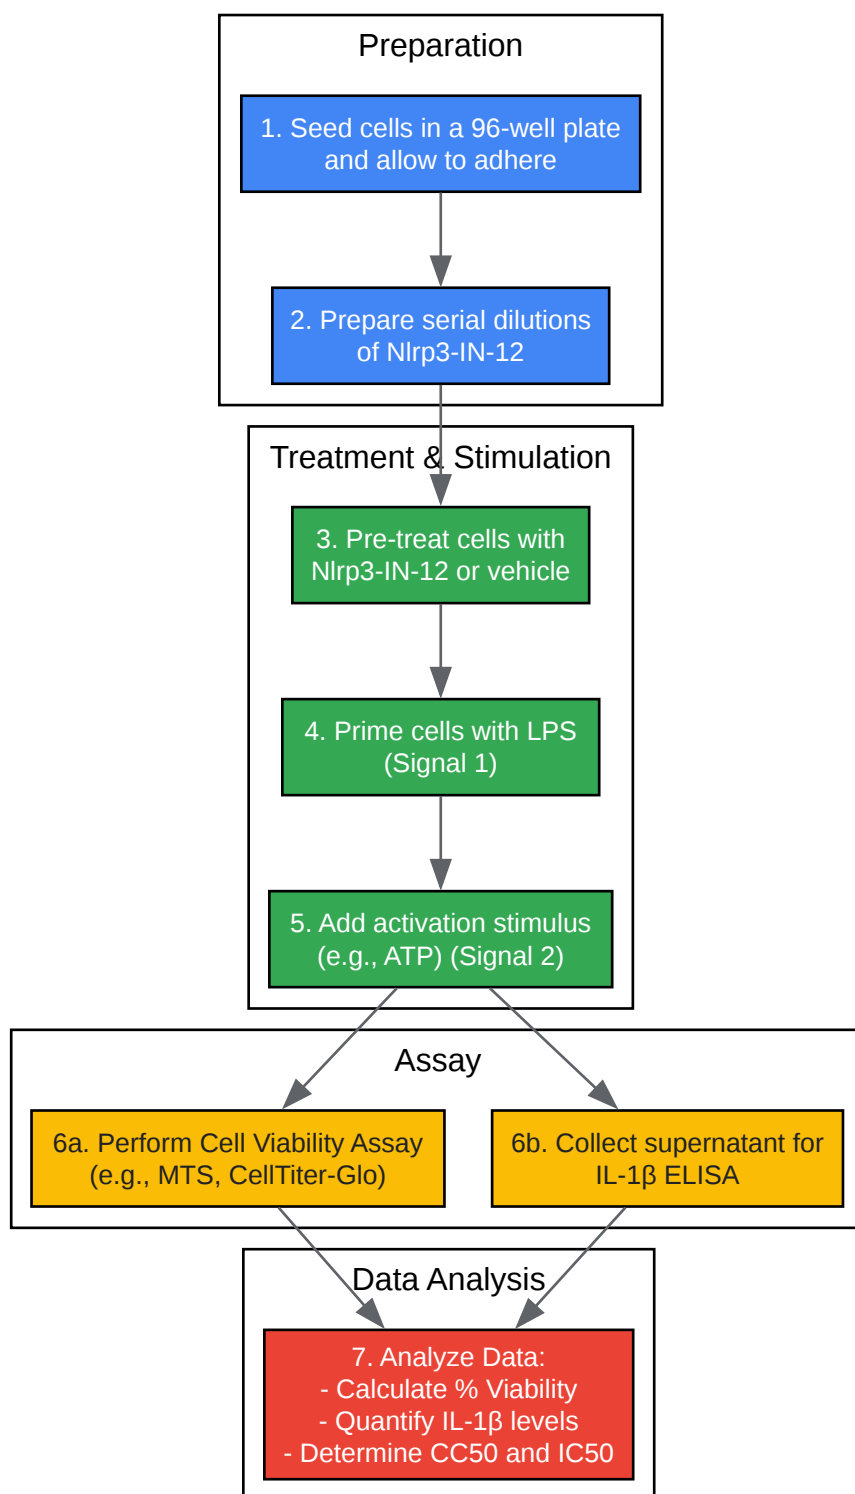 Preparation
1. Seed cells in a 96-well plate
and allow to adhere
2. Prepare serial dilutions
of Nlrp3-IN-12
Treatment & Stimulation
3. Pre-treat cells with
Nlrp3-IN-12 or vehicle
4. Prime cells with LPS
(Signal 1)
5. Add activation stimulus
(e.g., ATP) (Signal 2)
Assay
6a. Perform Cell Viability Assay
(e.g., MTS, CellTiter-Glo)
6b. Collect supernatant for
IL-1β ELISA
Data Analysis
7. Analyze Data:
- Calculate % Viability
- Quantify IL-1β levels
- Determine CC50 and IC50